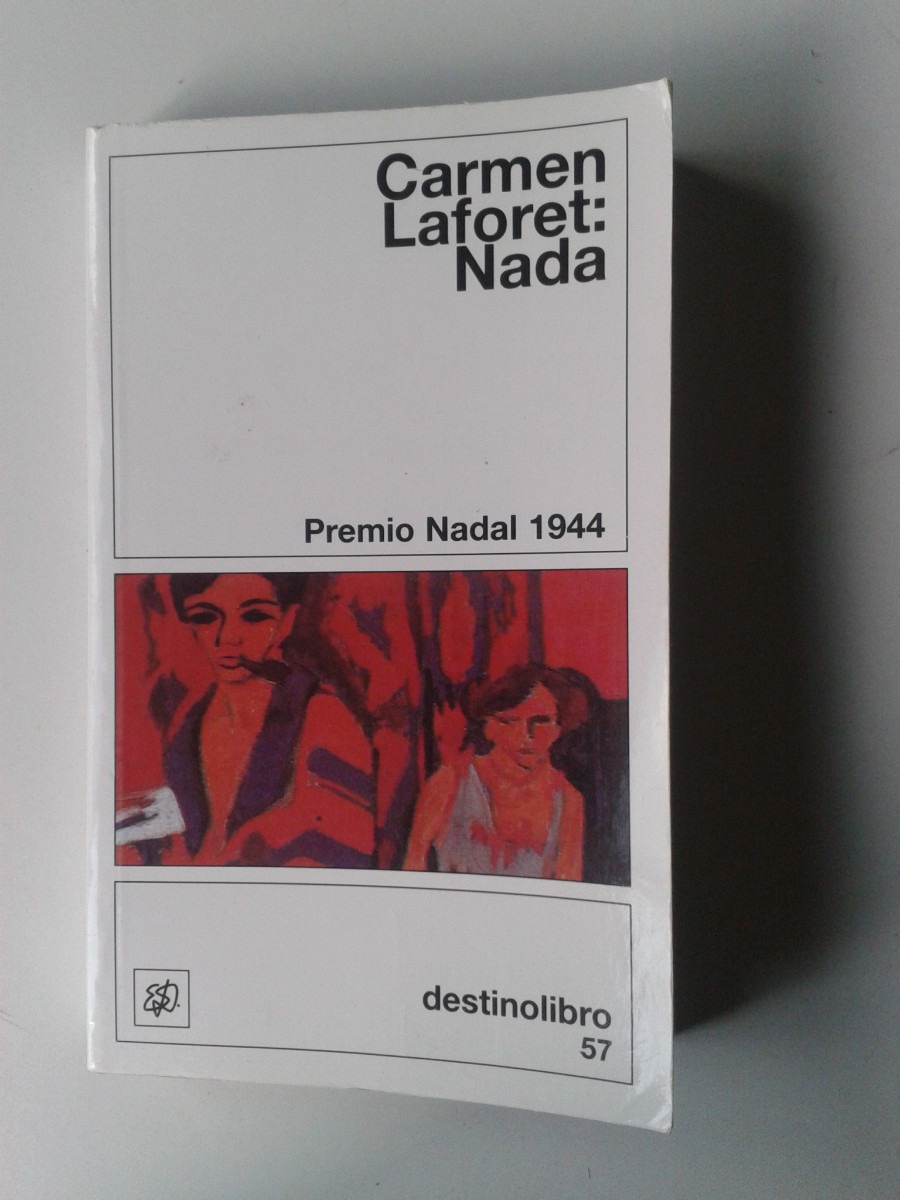 Carmen
Laforet:
Nada
Premio Nadal 1944
destinolibro
57